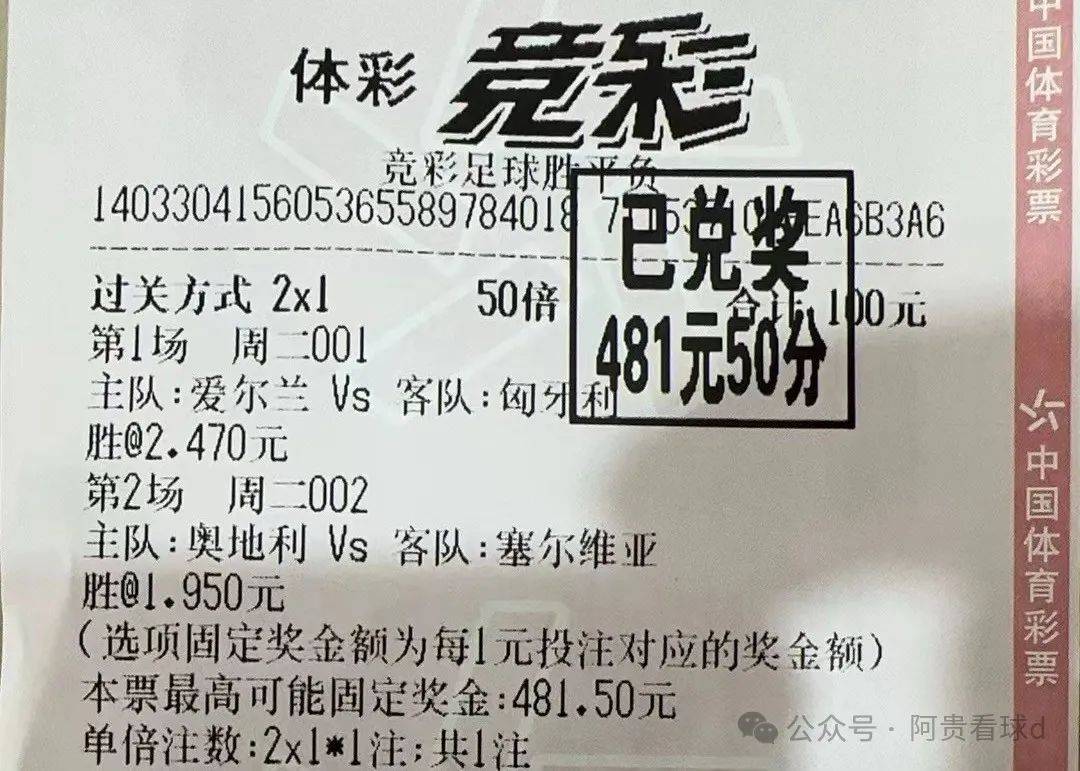 体彩 竞彩
竞彩足球胜平负
140330415605365589784018
EA6B3A6
已兑奖
481元50分
过关方式 2x1 50倍 合计 100元
第1场 周二001
主队:爱尔兰 Vs 客队:匈牙利
胜@2.470元
第2场 周二002
主队:奥地利 Vs 客队:塞尔维亚
胜@1.950元
(选项固定奖金额为每1元投注对应的奖金额)
本票最高可能固定奖金:481.50元
单倍注数:2x1*1注;共1注
中国体育彩票
中国体育彩票
公众号·阿贵看球d